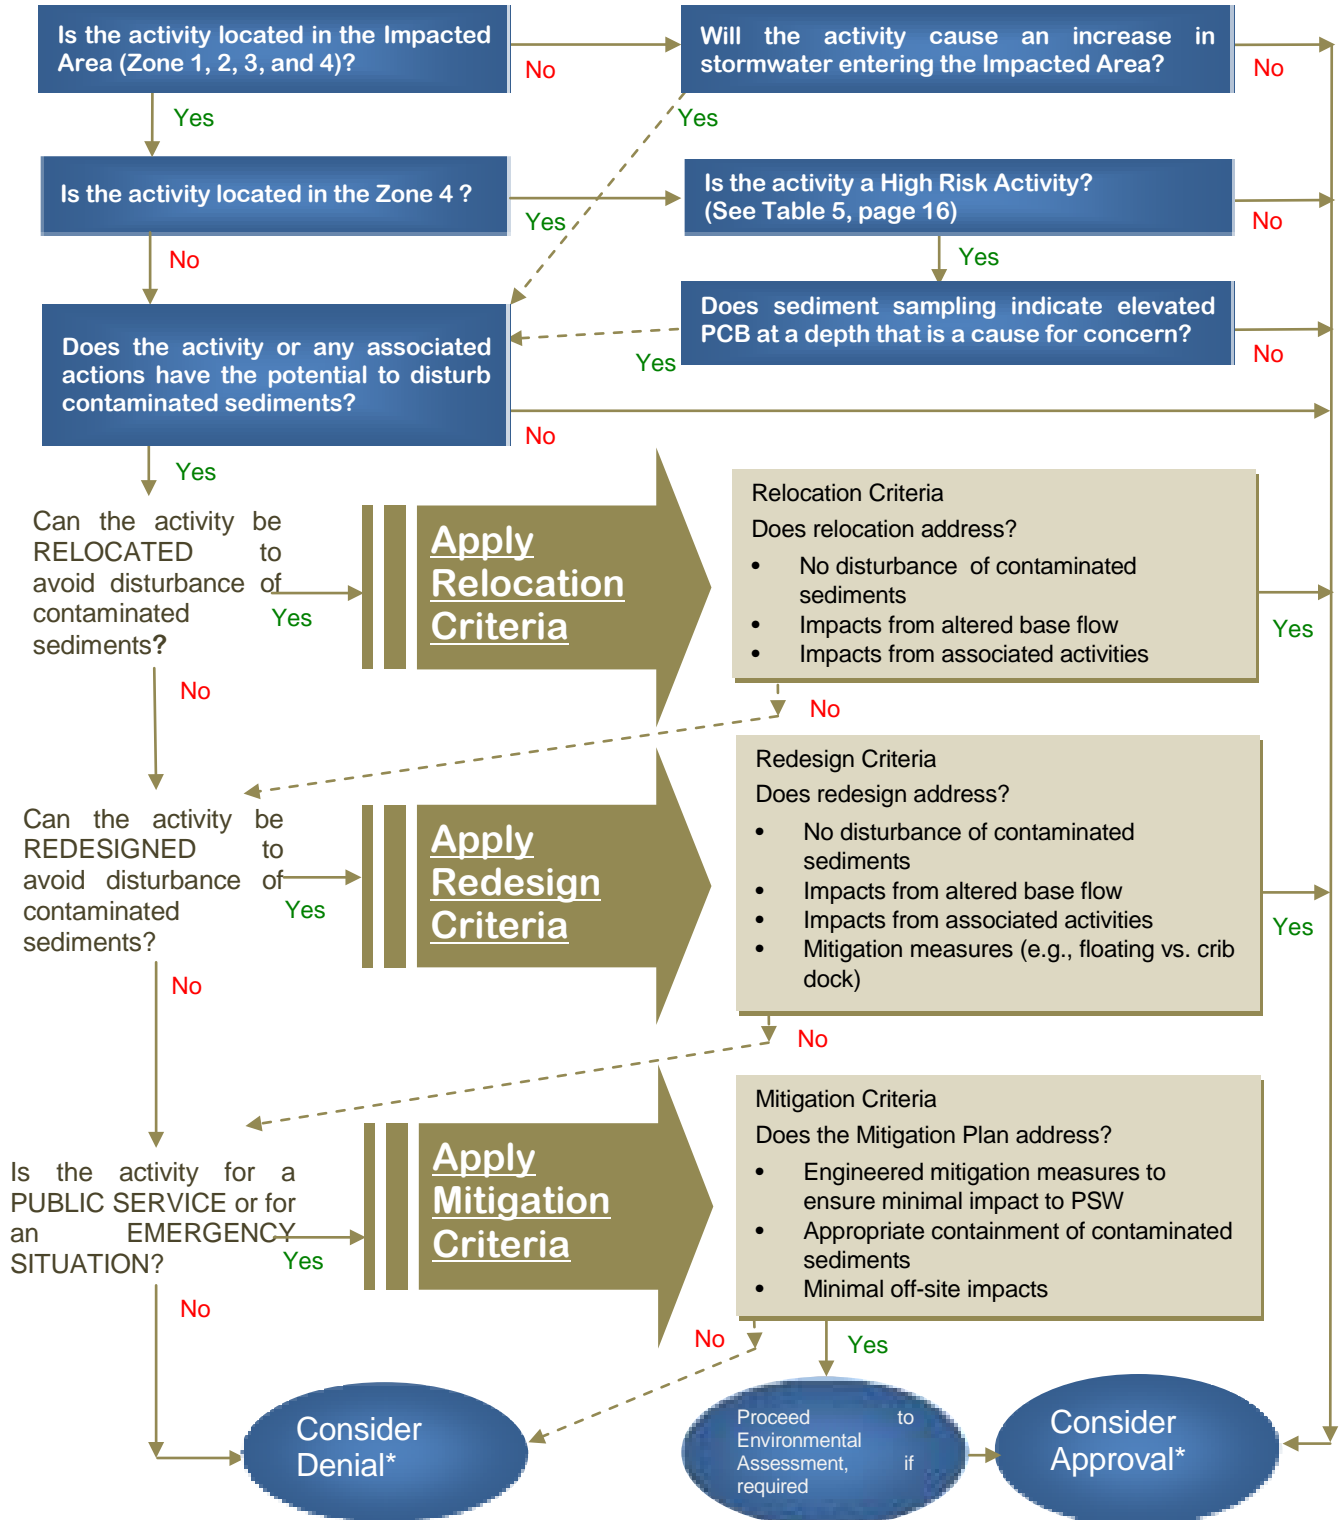 Is the activity located in the Impacted
Area (Zone 1, 2, 3, and 4)?
No
Will the activity cause an increase in
stormwater entering the Impacted Area?
No
Yes
Yes
Is the activity located in the Zone 4 ?
Yes
Is the activity a High Risk Activity?
(See Table 5, page 16)
No
No
Yes
Does the activity or any associated
actions have the potential to disturb
contaminated sediments?
Does sediment sampling indicate elevated
PCB at a depth that is a cause for concern?
Yes
No
No
Yes
Can the activity be
RELOCATED to
avoid disturbance of
contaminated
sediments?
Yes
Apply
Relocation
Criteria
Relocation Criteria
Does relocation address?
• No disturbance of contaminated
sediments
• Impacts from altered base flow
• Impacts from associated activities
Yes
No
No
Can the activity be
REDESIGNED to
avoid disturbance of
contaminated
sediments?
Yes
Apply
Redesign
Criteria
Redesign Criteria
Does redesign address?
• No disturbance of contaminated
sediments
• Impacts from altered base flow
• Impacts from associated activities
• Mitigation measures (e.g., floating vs. crib
dock)
Yes
No
No
Is the activity for a
PUBLIC SERVICE or for
an EMERGENCY
SITUATION?
Yes
Apply
Mitigation
Criteria
Mitigation Criteria
Does the Mitigation Plan address?
• Engineered mitigation measures to
ensure minimal impact to PSW
• Appropriate containment of contaminated
sediments
• Minimal off-site impacts
No
No
Yes
Consider
Denial*
Proceed to
Environmental
Assessment, if
required
Consider
Approval*